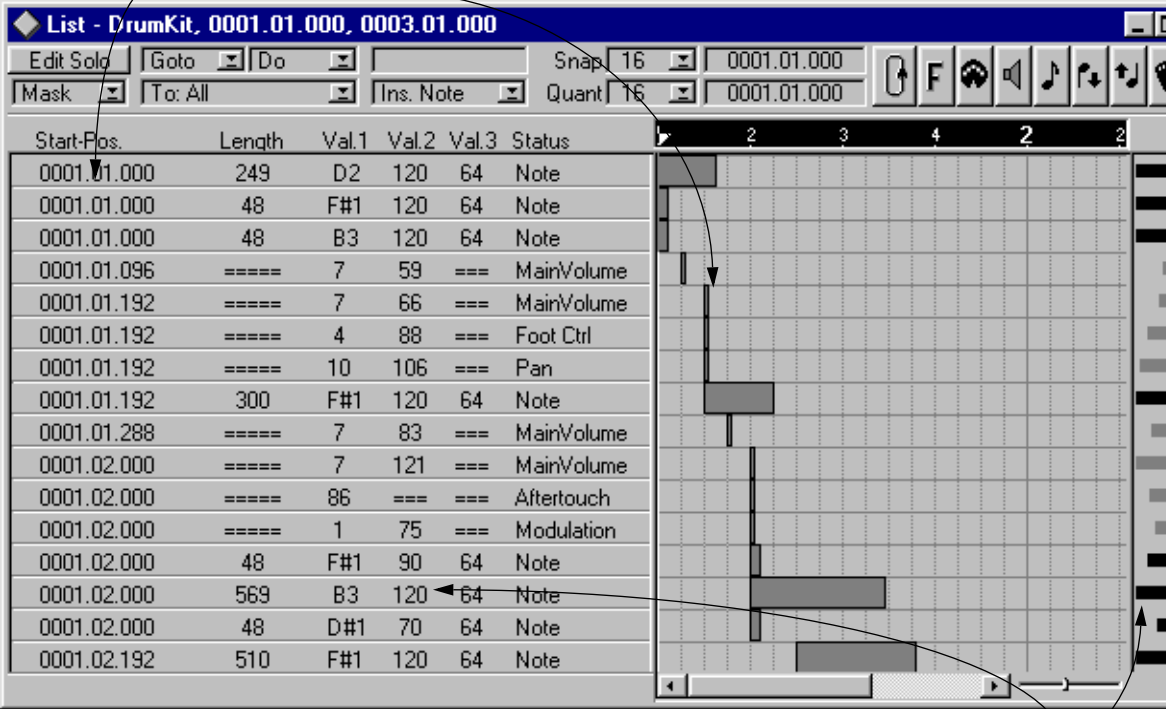 List - DrumKit, 0001.01.000, 0003.01.000
Edit Solo Goto Do Snap 16 0001.01.000 F
Mask To: All Ins. Note Quant 16 0001.01.000
Start-Pos. Length Val.1 Val.2 Val.3 Status 2 3 4 2 2
0001.01.000 249 D2 120 64 Note
0001.01.000 48 F#1 120 64 Note
0001.01.000 48 B3 120 64 Note
0001.01.096 ===== 7 59 === MainVolume
0001.01.192 ===== 7 66 === MainVolume
0001.01.192 ===== 4 88 === Foot Ctrl
0001.01.192 ===== 10 106 === Pan
0001.01.192 300 F#1 120 64 Note
0001.01.288 ===== 7 83 === MainVolume
0001.02.000 ===== 7 121 === MainVolume
0001.02.000 ===== 86 === === Aftertouch
0001.02.000 ===== 1 75 === Modulation
0001.02.000 48 F#1 90 64 Note
0001.02.000 569 B3 120 64 Note
0001.02.000 48 D#1 70 64 Note
0001.02.192 510 F#1 120 64 Note